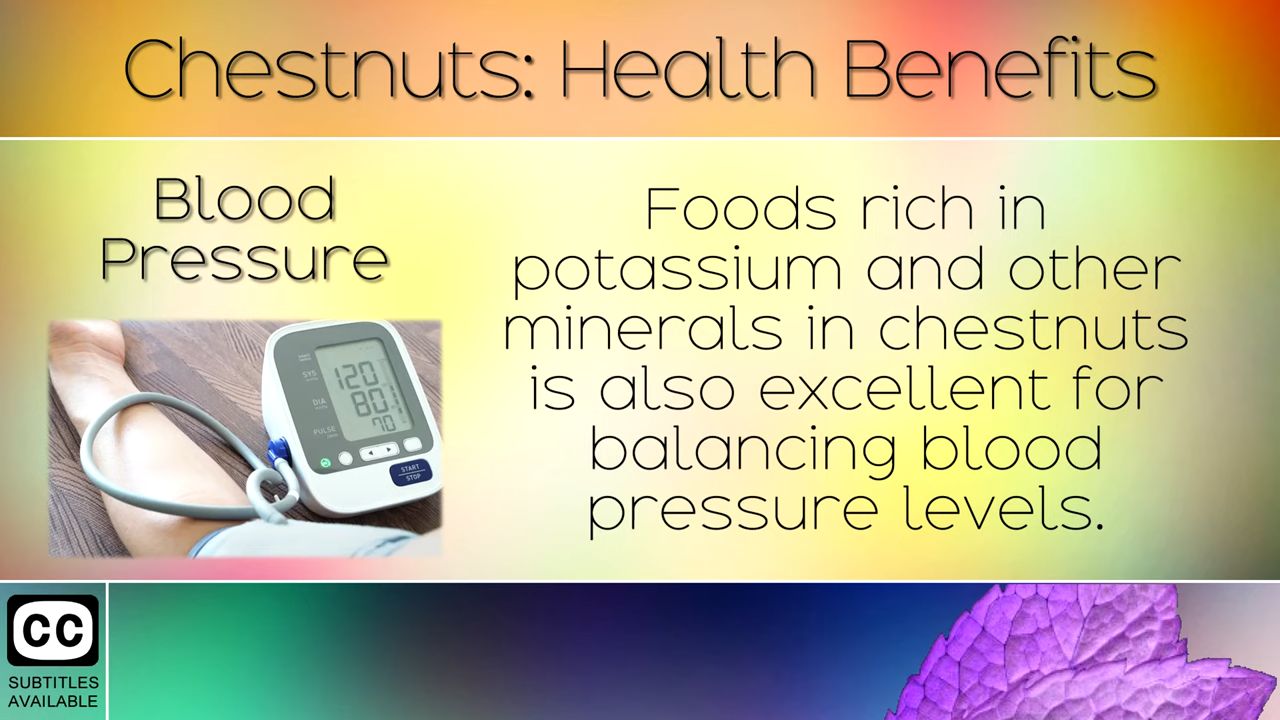 Chestnuts: Health Benefits
Blood
Pressure
Foods rich in
potassium and other
minerals in chestnuts
is also excellent for
balancing blood
pressure levels.
SYS
120
DIA
80
PULSE
70
START
STOP
CC
SUBTITLES
AVAILABLE